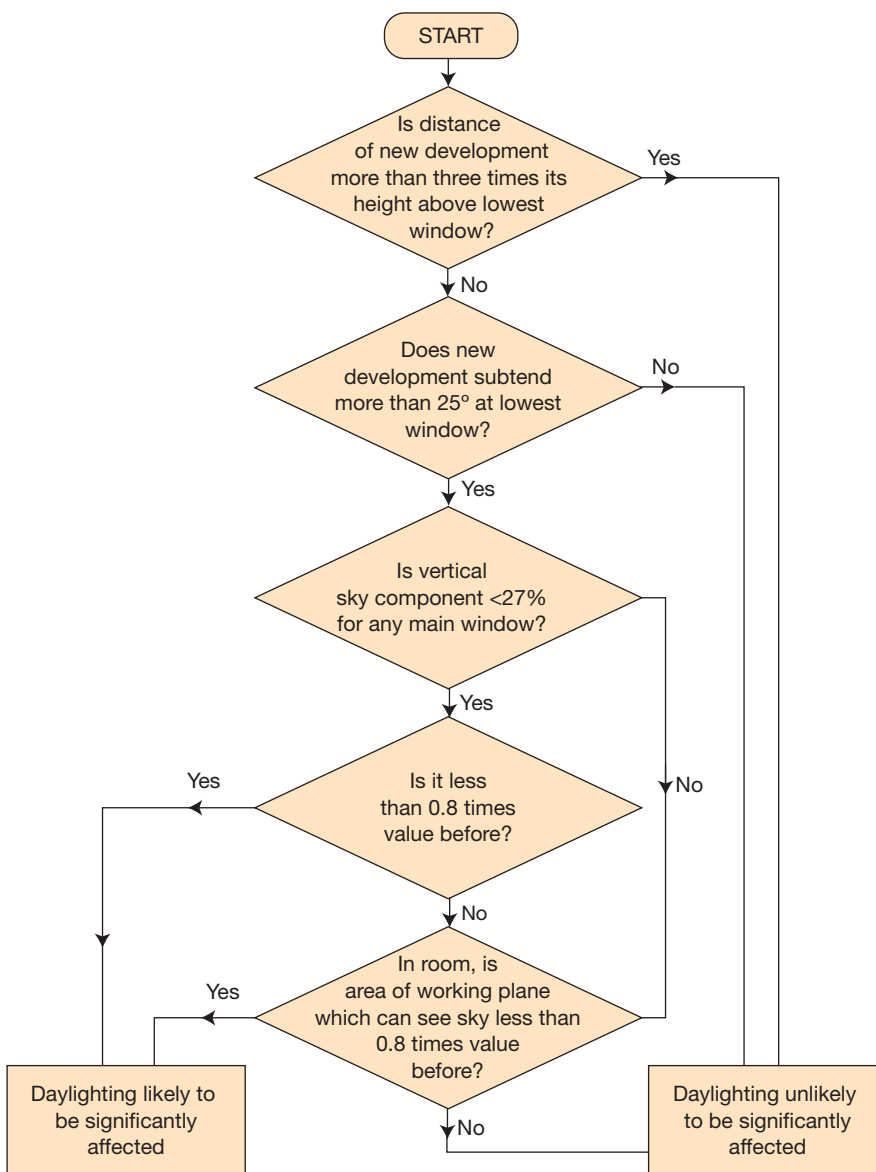 START
Is distance
of new development
more than three times its
height above lowest
window?
Yes
No
Does new
development subtend
more than 25º at lowest
window?
No
Yes
Is vertical
sky component <27%
for any main window?
Yes
No
Is it less
than 0.8 times
value before?
Yes
No
In room, is
area of working plane
which can see sky less than
0.8 times value
before?
Yes
No
Daylighting likely to
be significantly
affected
Daylighting unlikely
to be significantly
affected